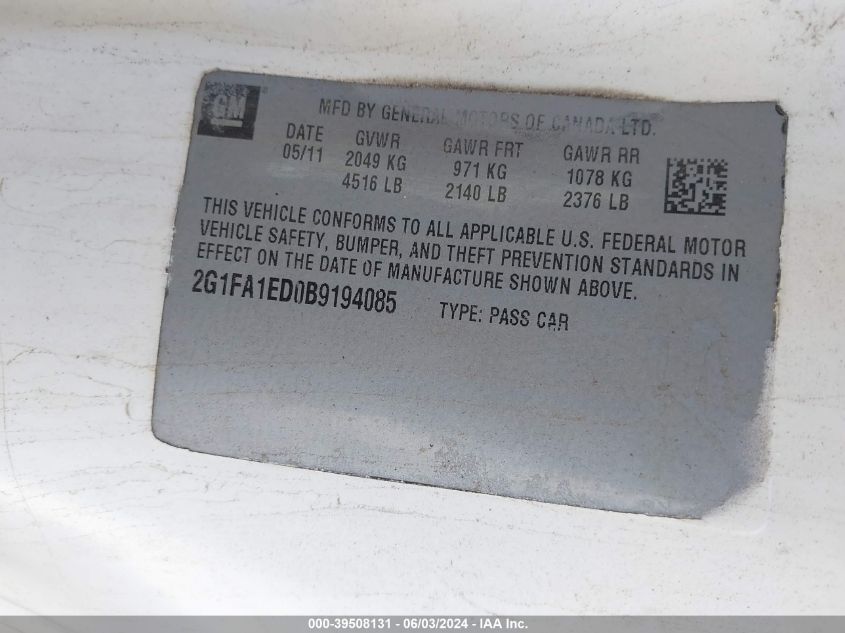 GM
MFD BY GENERAL MOTORS OF CANADA LTD.
DATE GVWR GAWR FRT GAWR RR
05/11 2049 KG 971 KG 1078 KG
4516 LB 2140 LB 2376 LB
THIS VEHICLE CONFORMS TO ALL APPLICABLE U.S. FEDERAL MOTOR
VEHICLE SAFETY, BUMPER, AND THEFT PREVENTION STANDARDS IN
EFFECT ON THE DATE OF MANUFACTURE SHOWN ABOVE.
2G1FA1ED0B9194085 TYPE: PASS CAR
000-39508131 - 06/03/2024 - IAA Inc.